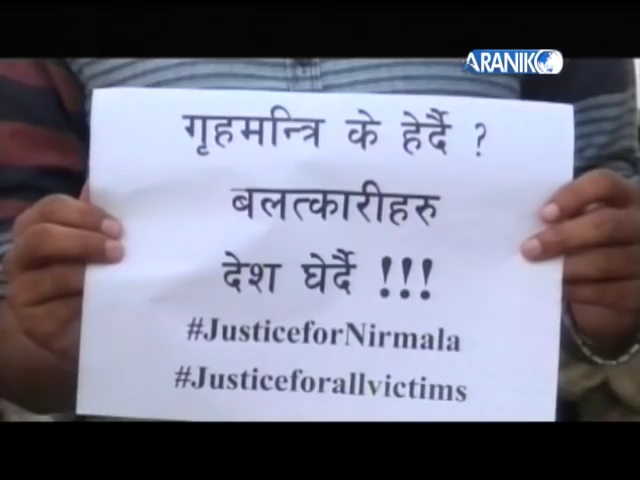 ARANIKO
गृहमन्त्रि के हेर्दै ?
बलत्कारीहरु
देश घेर्दै !!!
#JusticeforNirmala
#Justiceforallvictims